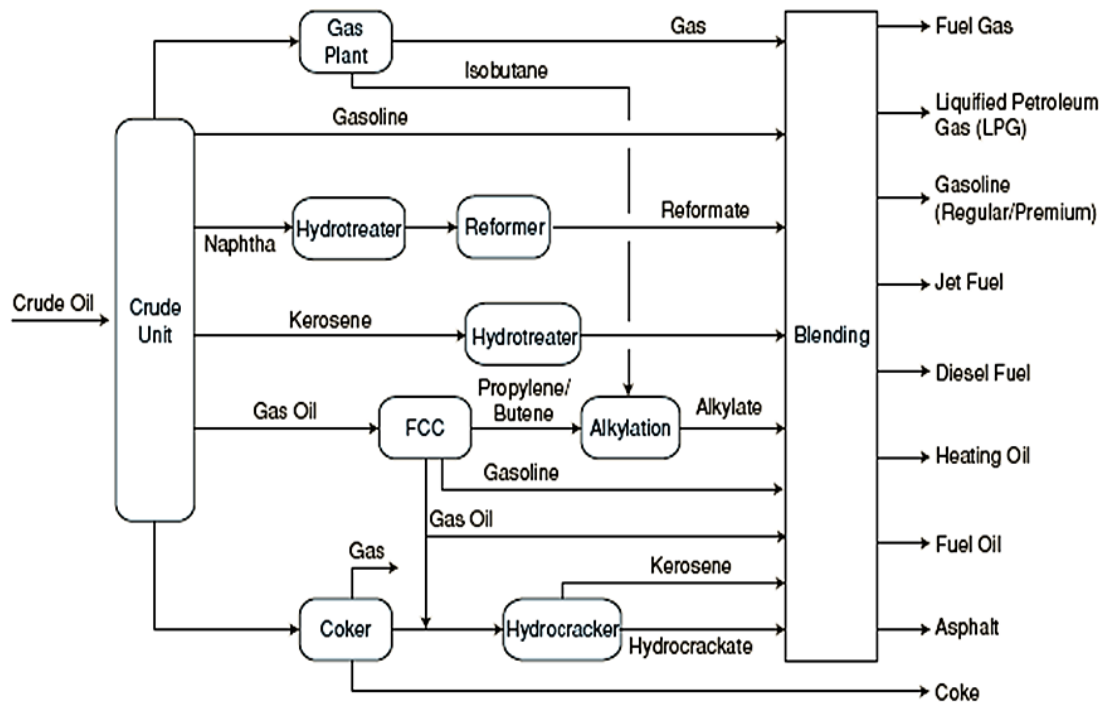 Gas
Plant
Gas
Fuel Gas
Isobutane
Liquified Petroleum
Gas (LPG)
Gasoline
Gasoline
(Regular/Premium)
Naphtha
Hydrotreater
Reformer
Reformate
Jet Fuel
Crude Oil
Crude
Unit
Kerosene
Hydrotreater
Blending
Diesel Fuel
Gas Oil
FCC
Propylene/
Butene
Alkylation
Alkylate
Heating Oil
Gasoline
Gas Oil
Fuel Oil
Gas
Kerosene
Coker
Hydrocracker
Hydrocrackate
Asphalt
Coke